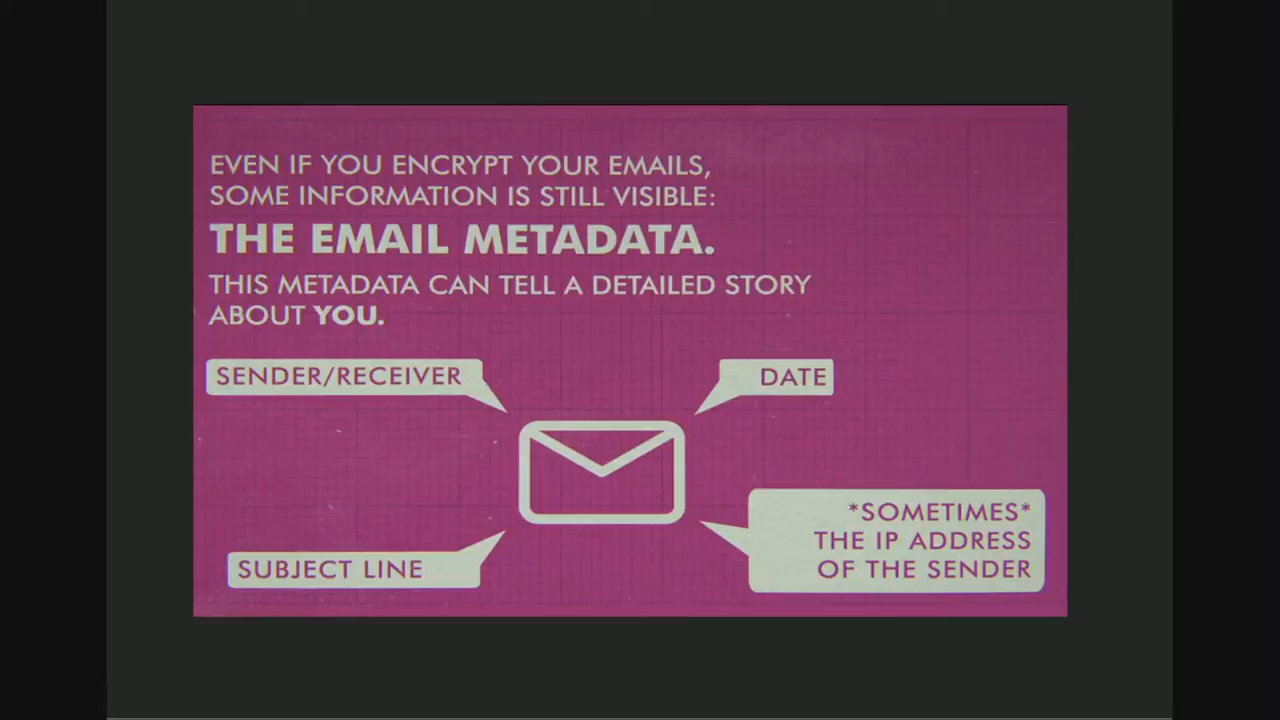 EVEN IF YOU ENCRYPT YOUR EMAILS,
SOME INFORMATION IS STILL VISIBLE:
THE EMAIL METADATA.
THIS METADATA CAN TELL A DETAILED STORY
ABOUT YOU.
SENDER/RECEIVER
DATE
*SOMETIMES*
THE IP ADDRESS
OF THE SENDER
SUBJECT LINE